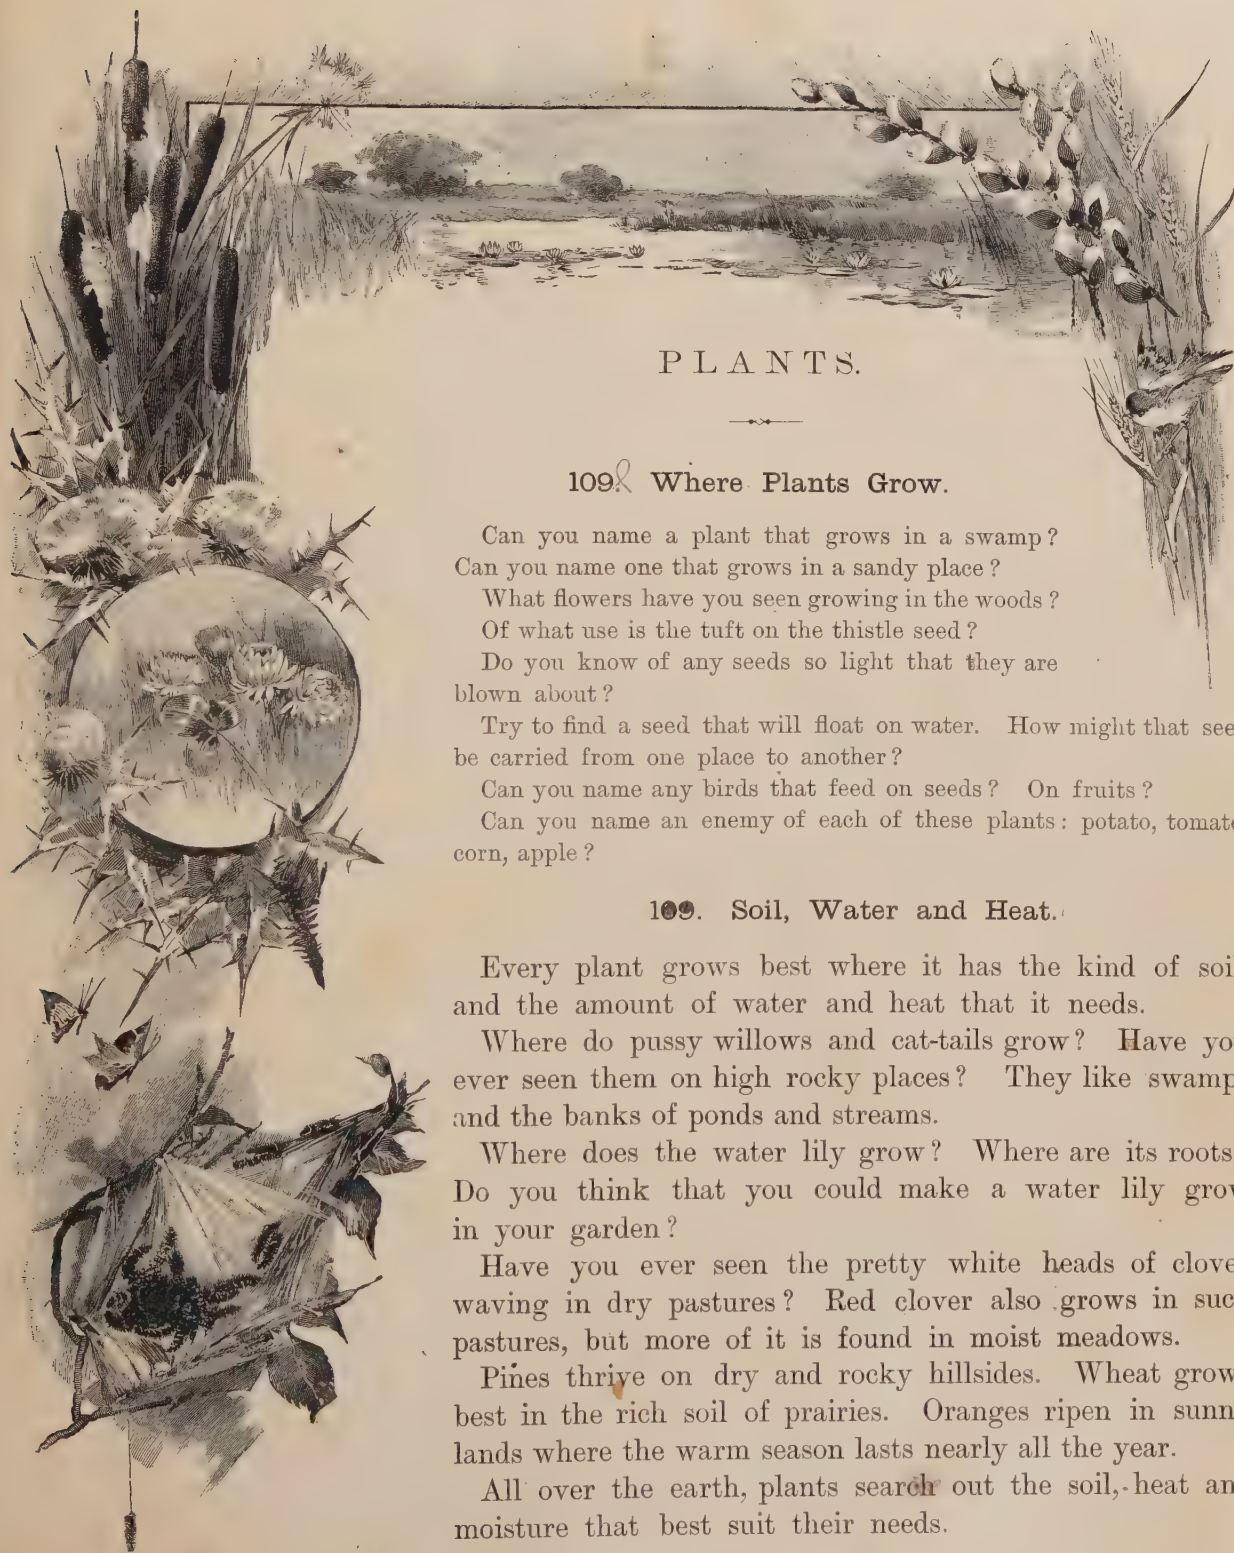 PLANTS.
109. Where Plants Grow.
Can you name a plant that grows in a swamp?
Can you name one that grows in a sandy place?
What flowers have you seen growing in the woods?
Of what use is the tuft on the thistle seed?
Do you know of any seeds so light that they are
blown about?
Try to find a seed that will float on water. How might that see
be carried from one place to another?
Can you name any birds that feed on seeds? On fruits?
Can you name an enemy of each of these plants: potato, tomato
corn, apple?
109. Soil, Water and Heat.
Every plant grows best where it has the kind of soi
and the amount of water and heat that it needs.
Where do pussy willows and cat-tails grow? Have yo
ever seen them on high rocky places? They like swamp
and the banks of ponds and streams.
Where does the water lily grow? Where are its roots
Do you think that you could make a water lily grow
in your garden?
Have you ever seen the pretty white heads of clove
waving in dry pastures? Red clover also grows in suc
pastures, but more of it is found in moist meadows.
Pines thrive on dry and rocky hillsides. Wheat grow
best in the rich soil of prairies. Oranges ripen in sunn
lands where the warm season lasts nearly all the year.
All over the earth, plants search out the soil, heat an
moisture that best suit their needs.